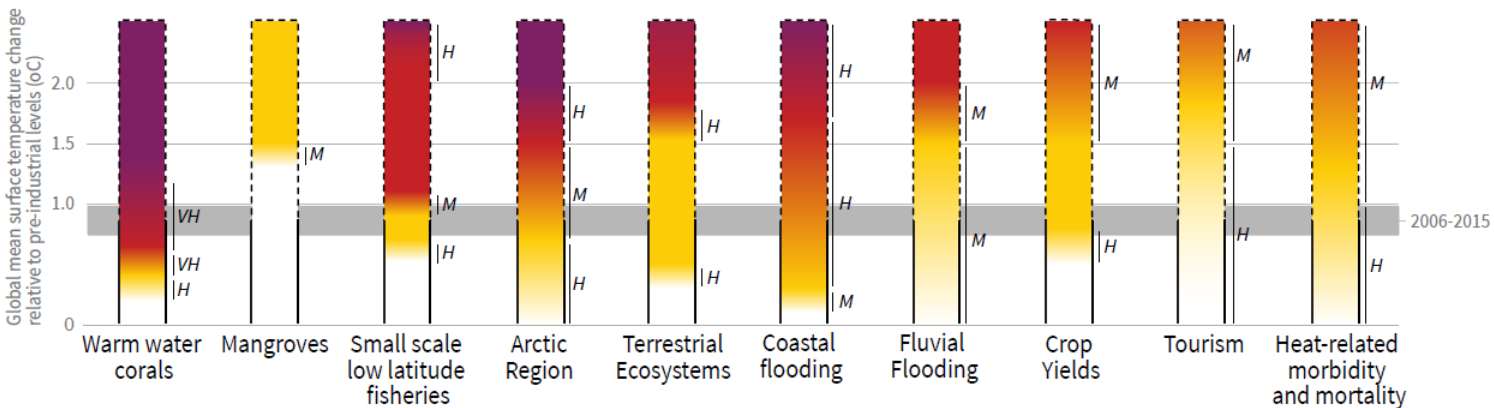 Global mean surface temperature change
relative to pre-industrial levels (oC)
2.0
1.5
1.0
0
2006-2015
VH
VH
H
M
H
M
H
H
M
H
H
H
H
H
M
M
M
M
H
M
H
M
H
Warm water
corals
Mangroves
Small scale
low latitude
fisheries
Arctic
Region
Terrestrial
Ecosystems
Coastal
flooding
Fluvial
Flooding
Crop
Yields
Tourism
Heat-related
morbidity
and mortality